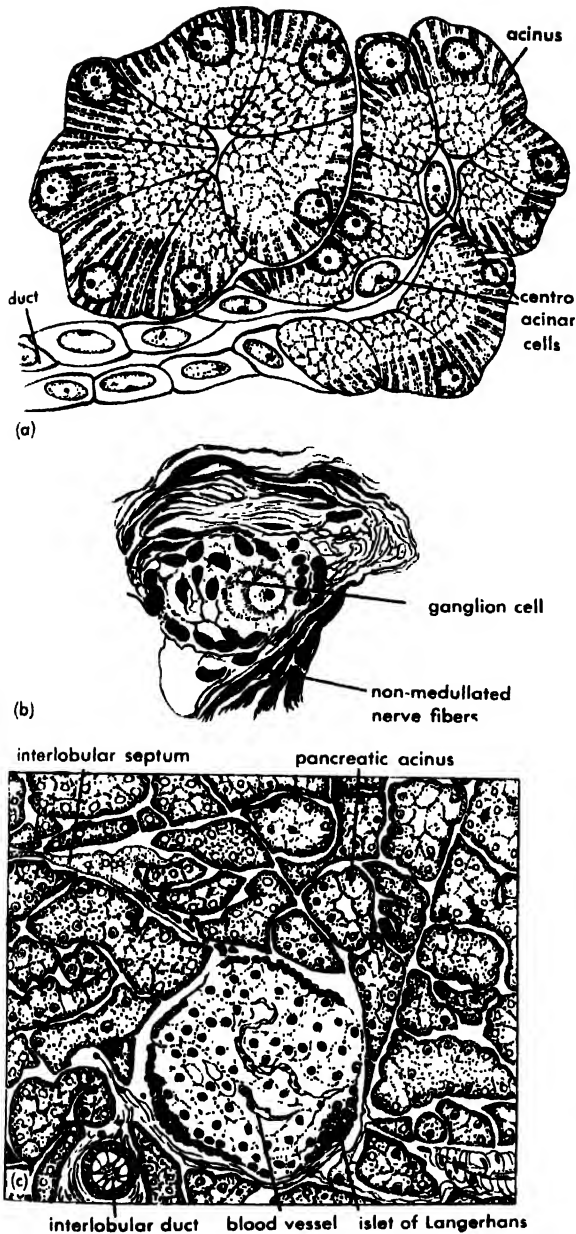 acinus
duct
centro
acinar
cells
(a)
ganglion cell
non-medullated
nerve fibers
(b)
interlobular septum pancreatic acinus
(c)
interlobular duct blood vessel islet of Langerhans